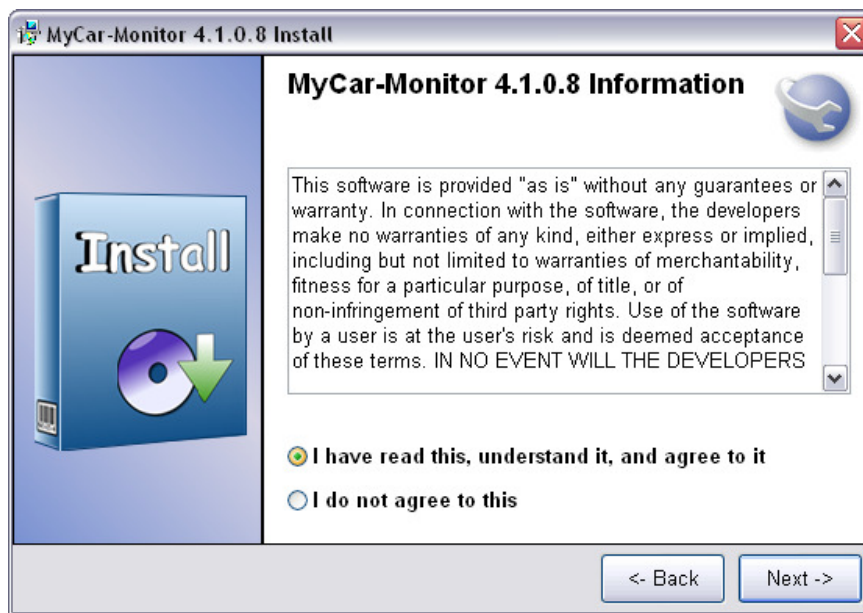 MyCar-Monitor 4.1.0.8 Install
MyCar-Monitor 4.1.0.8 Information
Install
This software is provided "as is" without any guarantees or
warranty. In connection with the software, the developers
make no warranties of any kind, either express or implied,
including but not limited to warranties of merchantability,
fitness for a particular purpose, of title, or of
non-infringement of third party rights. Use of the software
by a user is at the user's risk and is deemed acceptance
of these terms. IN NO EVENT WILL THE DEVELOPERS
I have read this, understand it, and agree to it
I do not agree to this
<- Back
Next ->